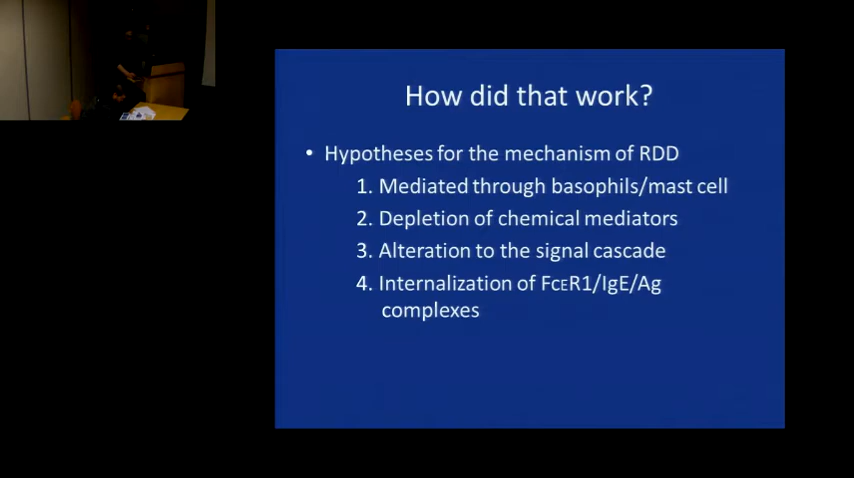 How did that work?
• Hypotheses for the mechanism of RDD
1. Mediated through basophils/mast cell
2. Depletion of chemical mediators
3. Alteration to the signal cascade
4. Internalization of FcᴇR1/IgE/Ag
complexes